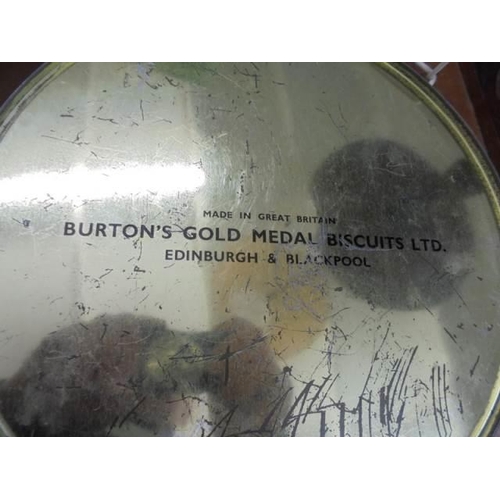 MADE IN GREAT BRITAIN
BURTON'S GOLD MEDAL BISCUITS LTD.
EDINBURGH & BLACKPOOL